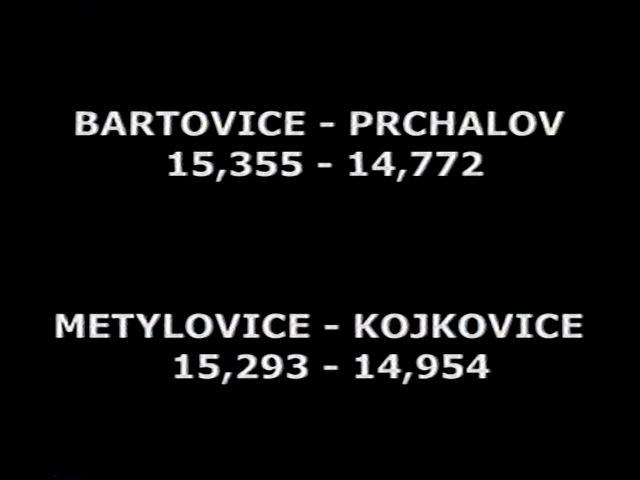 BARTOVICE - PRCHALOV
15,355 - 14,772
METYLOVICE - KOJKOVICE
15,293 - 14,954